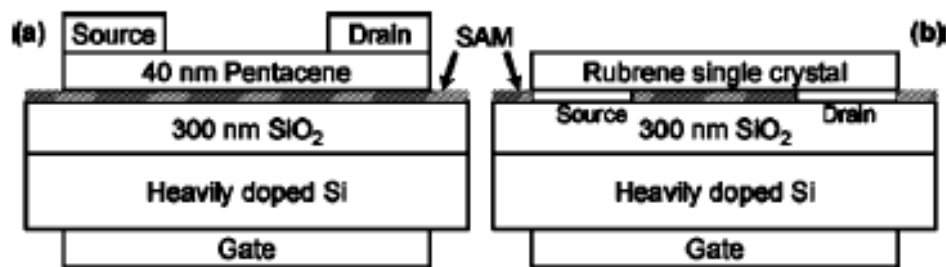 (a) Source Drain SAM (b)
40 nm Pentacene Rubrene single crystal
Source Drain
300 nm SiO₂ 300 nm SiO₂
Heavily doped Si Heavily doped Si
Gate Gate